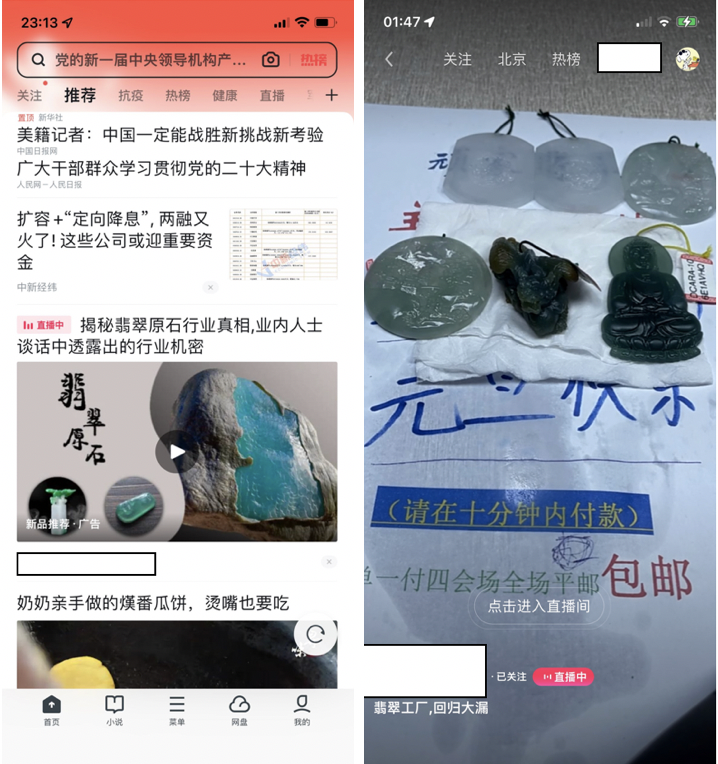 23:13
党的新一届中央领导机构产...
热榜
关注
推荐
抗疫
热榜
健康
直播
置顶 新华社
美籍记者：中国一定能战胜新挑战新考验
中国日报网
广大干部群众学习贯彻党的二十大精神
人民网－人民日报
扩容+“定向降息”，两融又
火了！这些公司或迎重要资
金
中新经纬
直播中 揭秘翡翠原石行业真相,业内人士
谈话中透露出的行业机密
翡
翠
原
石
新品推荐·广告
奶奶亲手做的燶番瓜饼，烫嘴也要吃
首页
小说
菜单
网盘
我的
01:47
关注
北京
热榜
元旦快乐
（请在十分钟内付款）
单一付四会场全场平邮包邮
点击进入直播间
·已关注
直播中
翡翠工厂,回归大漏